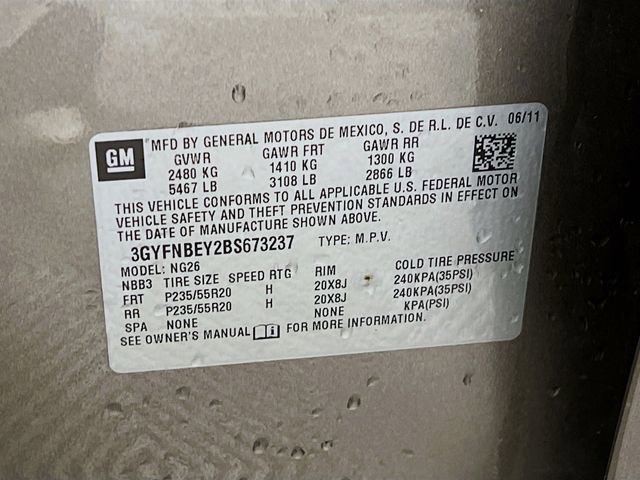 GM
MFD BY GENERAL MOTORS DE MEXICO, S. DE R.L. DE C.V. 06/11
GVWR GAWR FRT GAWR RR
2480 KG 1410 KG 1300 KG
5467 LB 3108 LB 2866 LB
THIS VEHICLE CONFORMS TO ALL APPLICABLE U.S. FEDERAL MOTOR
VEHICLE SAFETY AND THEFT PREVENTION STANDARDS IN EFFECT ON
THE DATE OF MANUFACTURE SHOWN ABOVE.
3GYFNBEY2BS673237 TYPE: M.P.V.
MODEL: NG26
NBB3 TIRE SIZE SPEED RTG RIM COLD TIRE PRESSURE
FRT P235/55R20 H 20X8J 240KPA(35PSI)
RR P235/55R20 H 20X8J 240KPA(35PSI)
SPA NONE NONE KPA(PSI)
SEE OWNER'S MANUAL i FOR MORE INFORMATION.